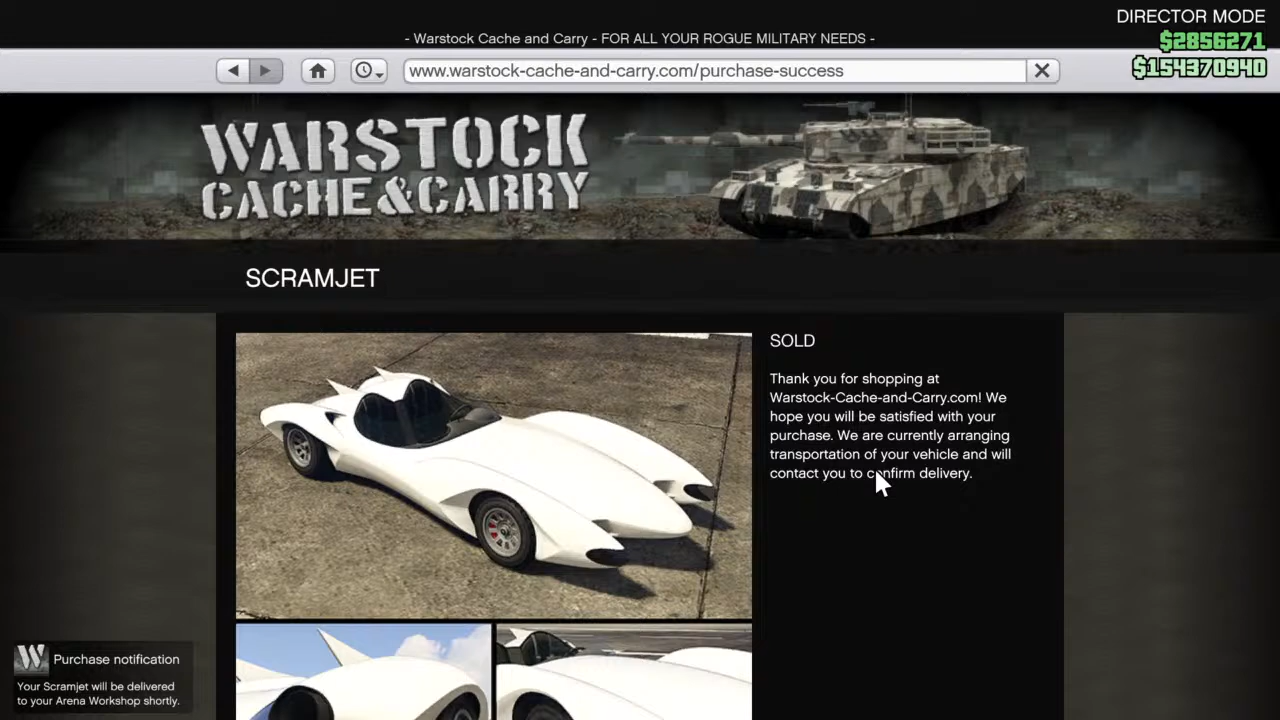 DIRECTOR MODE
- Warstock Cache and Carry - FOR ALL YOUR ROGUE MILITARY NEEDS -
$2856271
$154370940
www.warstock-cache-and-carry.com/purchase-success
WARSTOCK
CACHE&CARRY
SCRAMJET
SOLD
Thank you for shopping at
Warstock-Cache-and-Carry.com! We
hope you will be satisfied with your
purchase. We are currently arranging
transportation of your vehicle and will
contact you to confirm delivery.
W
Purchase notification
Your Scramjet will be delivered
to your Arena Workshop shortly.